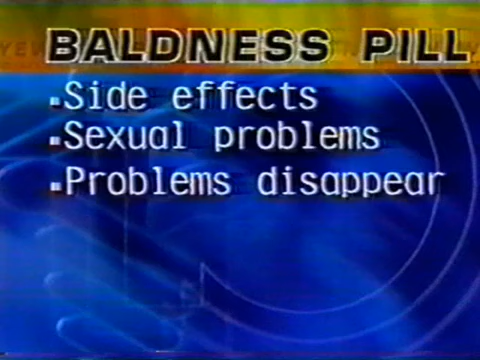 BALDNESS PILL
▪Side effects
▪Sexual problems
▪Problems disappear